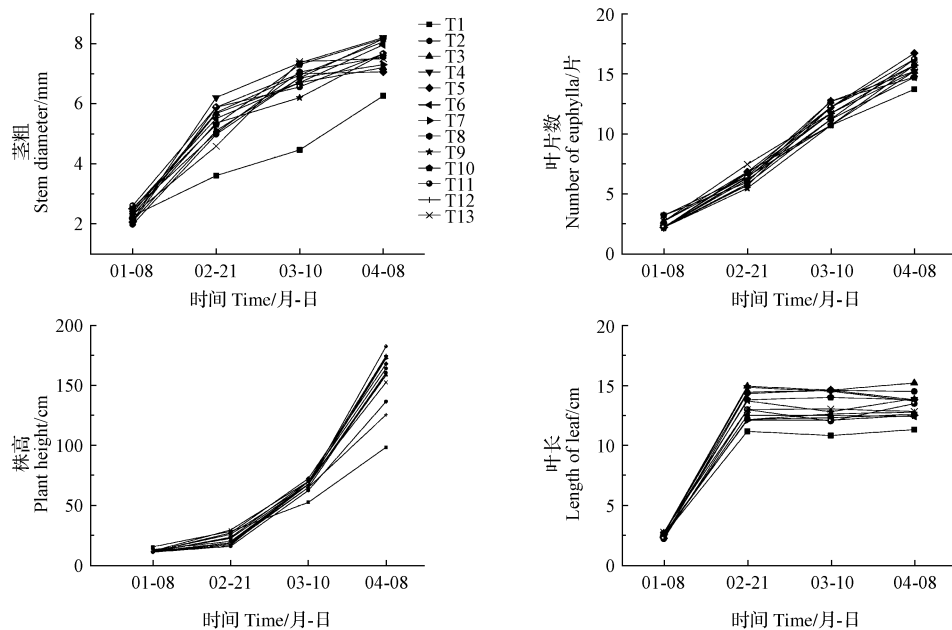 8
6
4
2
茎粗
Stem diameter/mm
01-08 02-21 03-10 04-08
时间 Time/月-日
T1
T2
T3
T4
T5
T6
T7
T8
T9
T10
T11
T12
T13
20
15
10
5
0
叶片数
Number of euphylla/片
01-08 02-21 03-10 04-08
时间 Time/月-日
200
150
100
50
0
株高
Plant height/cm
01-08 02-21 03-10 04-08
时间 Time/月-日
20
15
10
5
0
叶长
Length of leaf/cm
01-08 02-21 03-10 04-08
时间 Time/月-日